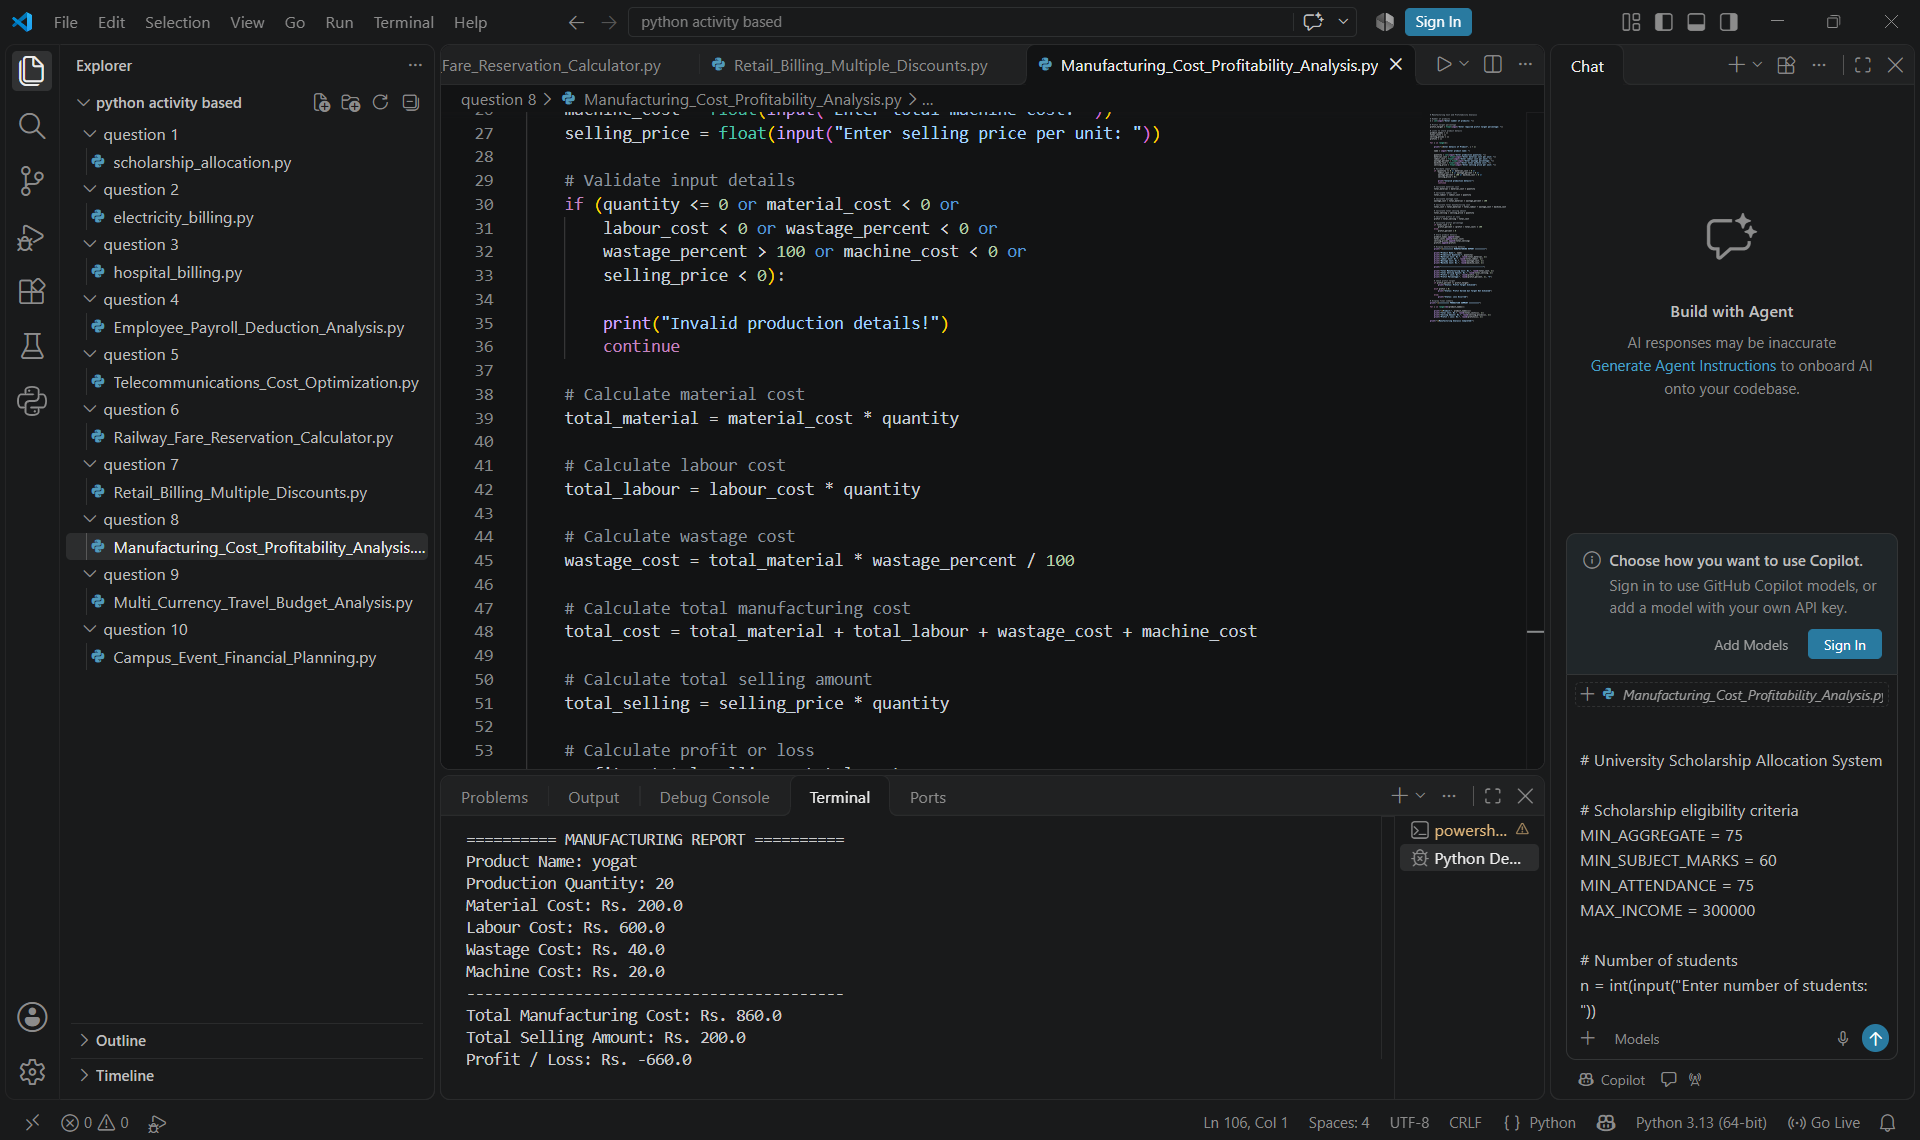 File Edit Selection View Go Run Terminal Help
python activity based
Sign In
Explorer
python activity based
question 1
scholarship_allocation.py
question 2
electricity_billing.py
question 3
hospital_billing.py
question 4
Employee_Payroll_Deduction_Analysis.py
question 5
Telecommunications_Cost_Optimization.py
question 6
Railway_Fare_Reservation_Calculator.py
question 7
Retail_Billing_Multiple_Discounts.py
question 8
Manufacturing_Cost_Profitability_Analysis....
question 9
Multi_Currency_Travel_Budget_Analysis.py
question 10
Campus_Event_Financial_Planning.py
Outline
Timeline
_Fare_Reservation_Calculator.py
Retail_Billing_Multiple_Discounts.py
Manufacturing_Cost_Profitability_Analysis.py
question 8 > Manufacturing_Cost_Profitability_Analysis.py > ...
26 machine_cost = float(input("Enter total machine cost: "))
27 selling_price = float(input("Enter selling price per unit: "))
28
29 # Validate input details
30 if (quantity <= 0 or material_cost < 0 or
31 labour_cost < 0 or wastage_percent < 0 or
32 wastage_percent > 100 or machine_cost < 0 or
33 selling_price < 0):
34
35 print("Invalid production details!")
36 continue
37
38 # Calculate material cost
39 total_material = material_cost * quantity
40
41 # Calculate labour cost
42 total_labour = labour_cost * quantity
43
44 # Calculate wastage cost
45 wastage_cost = total_material * wastage_percent / 100
46
47 # Calculate total manufacturing cost
48 total_cost = total_material + total_labour + wastage_cost + machine_cost
49
50 # Calculate total selling amount
51 total_selling = selling_price * quantity
52
53 # Calculate profit or loss
Problems Output Debug Console Terminal Ports
========== MANUFACTURING REPORT ==========
Product Name: yogat
Production Quantity: 20
Material Cost: Rs. 200.0
Labour Cost: Rs. 600.0
Wastage Cost: Rs. 40.0
Machine Cost: Rs. 20.0
------------------------------------------
Total Manufacturing Cost: Rs. 860.0
Total Selling Amount: Rs. 200.0
Profit / Loss: Rs. -660.0
powersh...
Python De...
Chat
Build with Agent
AI responses may be inaccurate
Generate Agent Instructions to onboard AI
onto your codebase.
Choose how you want to use Copilot.
Sign in to use GitHub Copilot models, or
add a model with your own API key.
Add Models Sign In
Manufacturing_Cost_Profitability_Analysis.py
# University Scholarship Allocation System
# Scholarship eligibility criteria
MIN_AGGREGATE = 75
MIN_SUBJECT_MARKS = 60
MIN_ATTENDANCE = 75
MAX_INCOME = 300000
# Number of students
n = int(input("Enter number of students:
"))
Models
Copilot
0 0
Ln 106, Col 1 Spaces: 4 UTF-8 CRLF { } Python Python 3.13 (64-bit) Go Live